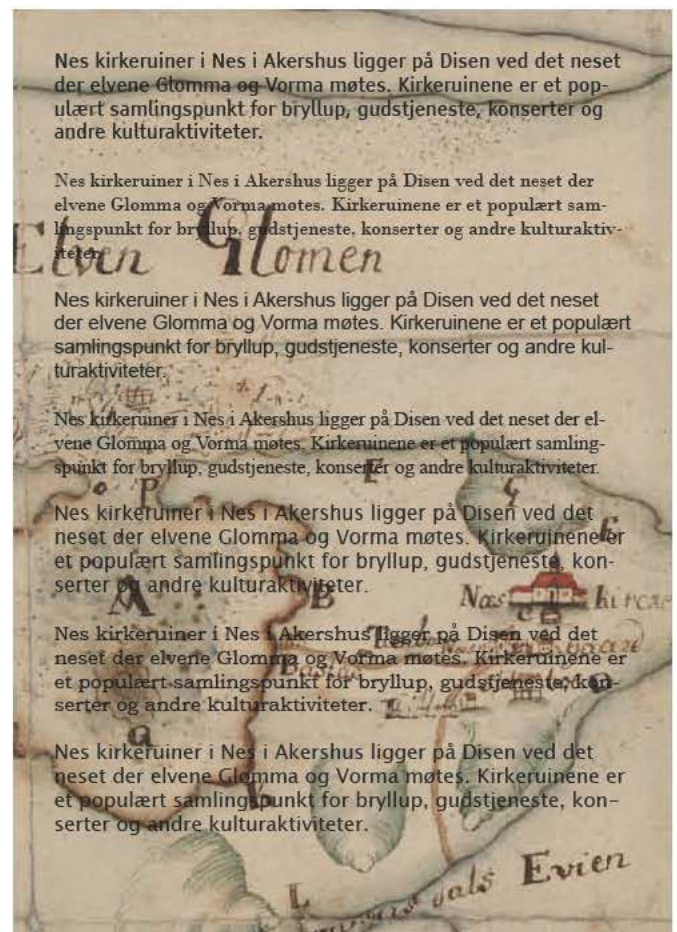 Nes kirkeruiner i Nes i Akershus ligger på Disen ved det neset
der elvene Glomma og Vorma møtes. Kirkeruinene er et pop-
ulært samlingspunkt for bryllup, gudstjeneste, konserter og
andre kulturaktiviteter.
Nes kirkeruiner i Nes i Akershus ligger på Disen ved det neset der
elvene Glomma og Vorma møtes. Kirkeruinene er et populært sam-
lingspunkt for bryllup, gudstjeneste, konserter og andre kulturaktiv-
iteter.
Elven Glomen
Nes kirkeruiner i Nes i Akershus ligger på Disen ved det neset
der elvene Glomma og Vorma møtes. Kirkeruinene er et populært
samlingspunkt for bryllup, gudstjeneste, konserter og andre kul-
turaktiviteter.
Nes kirkeruiner i Nes i Akershus ligger på Disen ved det neset der el-
vene Glomma og Vorma møtes. Kirkeruinene er et populært samling-
spunkt for bryllup, gudstjeneste, konserter og andre kulturaktiviteter.
E
P
G
Nes kirkeruiner i Nes i Akershus ligger på Disen ved det
neset der elvene Glomma og Vorma møtes. Kirkeruinene er
et populært samlingspunkt for bryllup, gudstjeneste, kon-
serter og andre kulturaktiviteter.
A
B
Næs
Nes kirkeruiner i Nes i Akershus ligger på Disen ved det
neset der elvene Glomma og Vorma møtes. Kirkeruinene er
et populært samlingspunkt for bryllup, gudstjeneste, kon-
serter og andre kulturaktiviteter.
Nes kirkeruiner i Nes i Akershus ligger på Disen ved det
neset der elvene Glomma og Vorma møtes. Kirkeruinene er
et populært samlingspunkt for bryllup, gudstjeneste, kon-
serter og andre kulturaktiviteter.
Evien
L